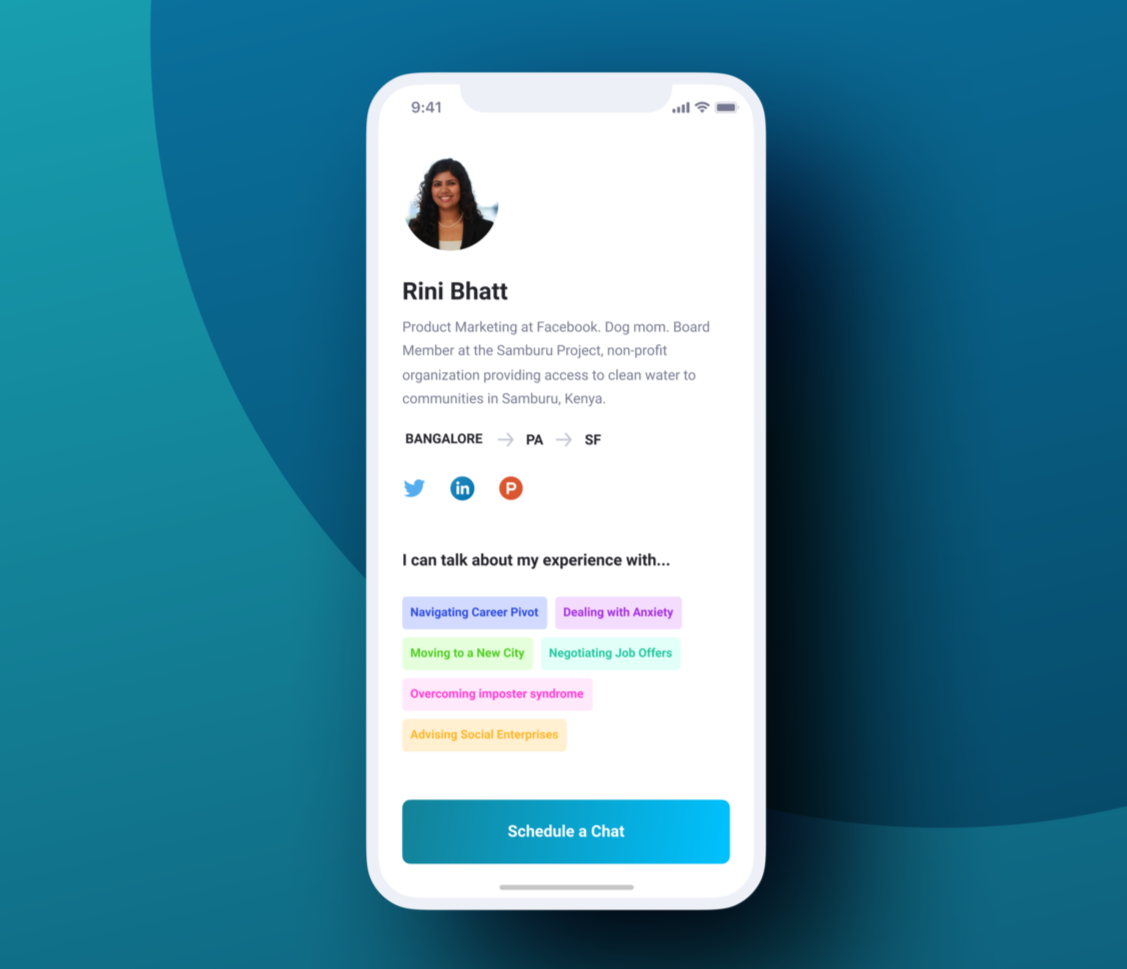 9:41
Rini Bhatt
Product Marketing at Facebook. Dog mom. Board
Member at the Samburu Project, non-profit
organization providing access to clean water to
communities in Samburu, Kenya.
BANGALORE → PA → SF
in P
I can talk about my experience with...
Navigating Career Pivot Dealing with Anxiety
Moving to a New City Negotiating Job Offers
Overcoming imposter syndrome
Advising Social Enterprises
Schedule a Chat